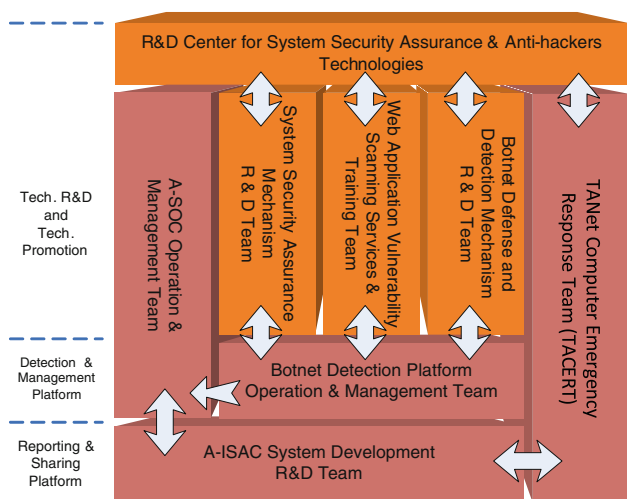 R&D Center for System Security Assurance & Anti-hackers
Technologies
Tech. R&D
and
Tech.
Promotion
Detection &
Management
Platform
Reporting &
Sharing
Platform
A-SOC Operation &
Management Team
System Security Assurance
Mechanism
R & D Team
Web Application Vulnerability
Scanning Services &
Training Team
Botnet Defense and
Detection Mechanism
R & D Team
TANet Computer Emergency
Response Team (TACERT)
Botnet Detection Platform
Operation & Management Team
A-ISAC System Development
R&D Team